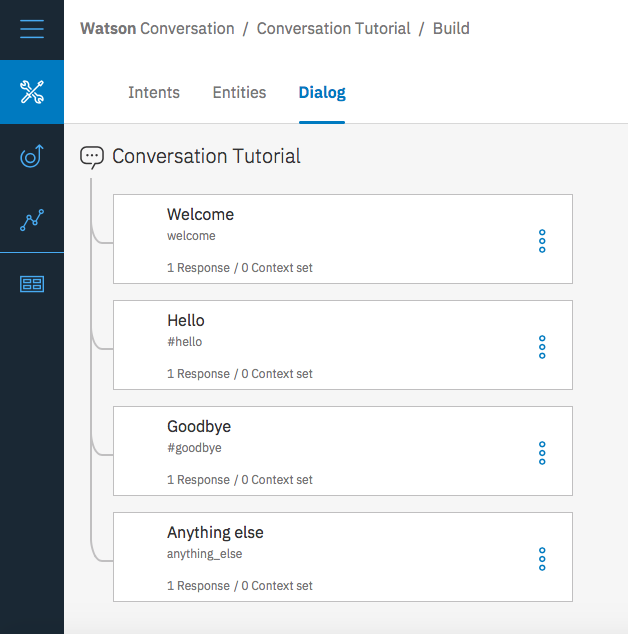 Watson Conversation / Conversation Tutorial / Build
Intents Entities Dialog
Conversation Tutorial
Welcome
welcome
1 Response / 0 Context set
Hello
#hello
1 Response / 0 Context set
Goodbye
#goodbye
1 Response / 0 Context set
Anything else
anything_else
1 Response / 0 Context set